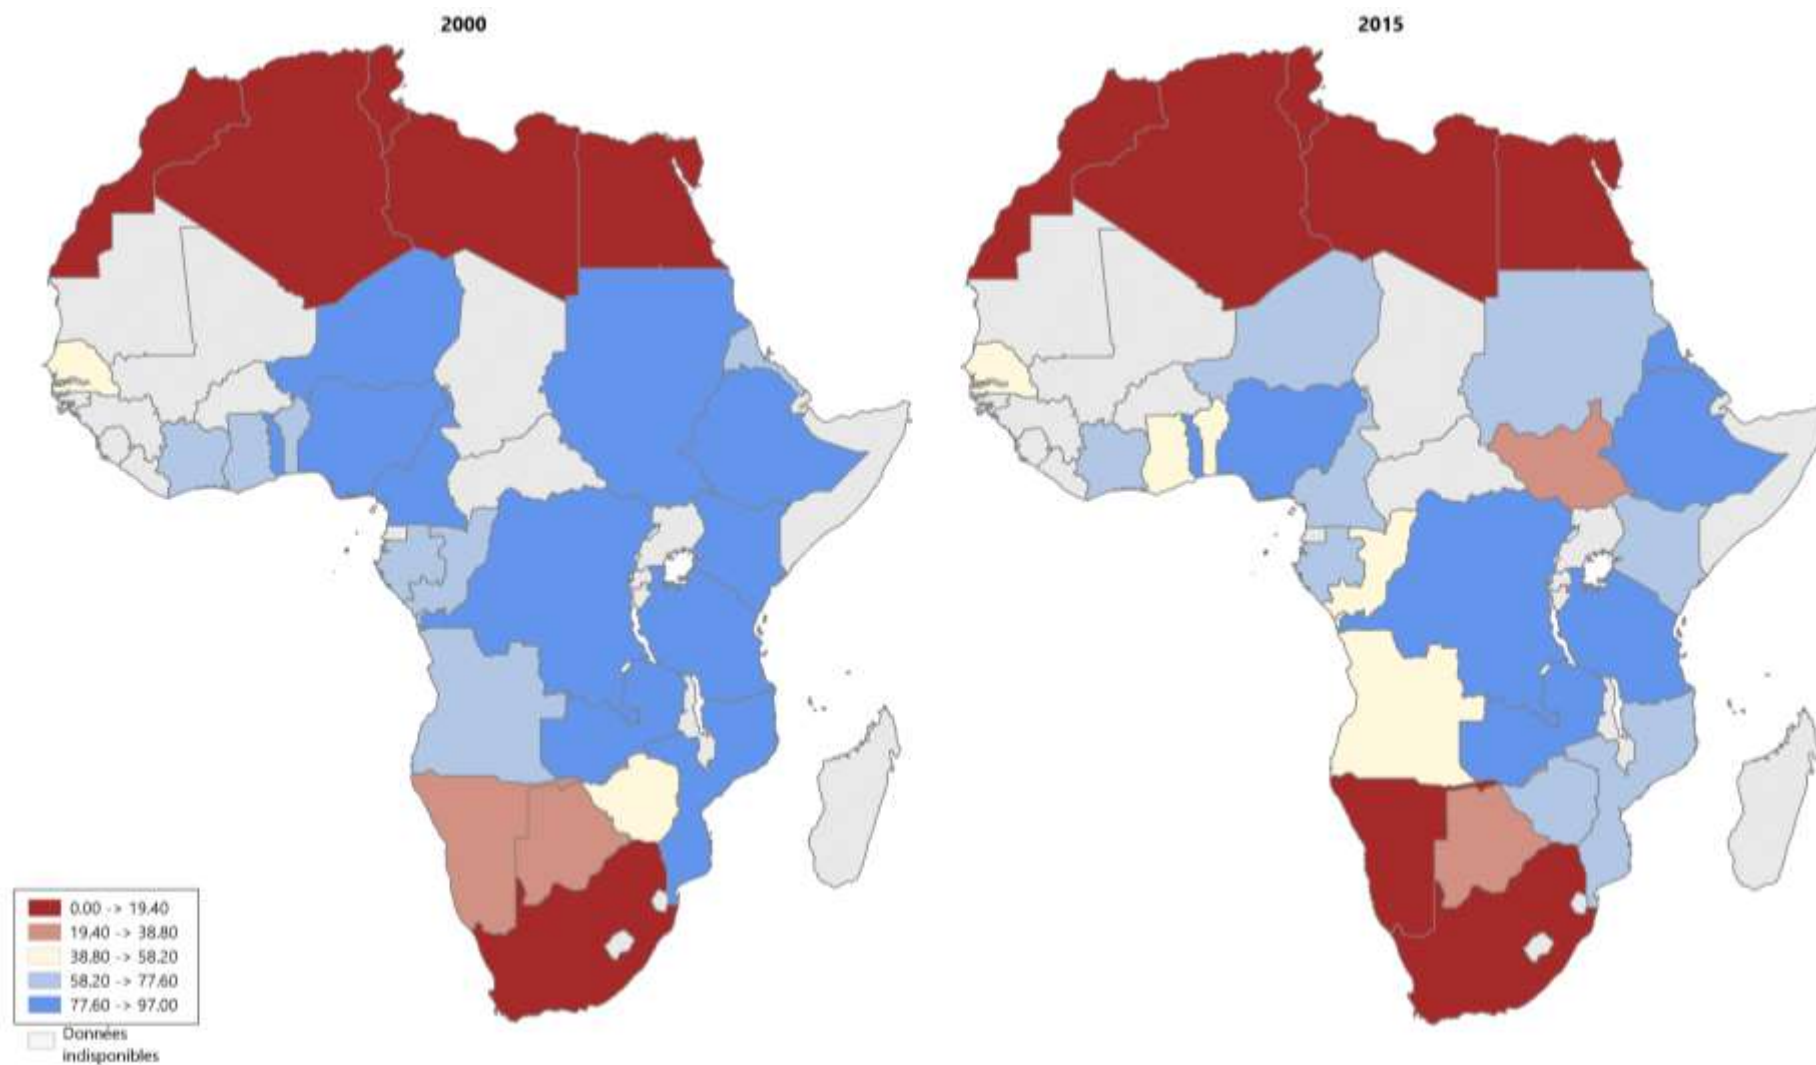 2000
2015
0.00 -> 19.40
19.40 -> 38.80
38.80 -> 58.20
58.20 -> 77.60
77.60 -> 97.00
Données
indisponibles